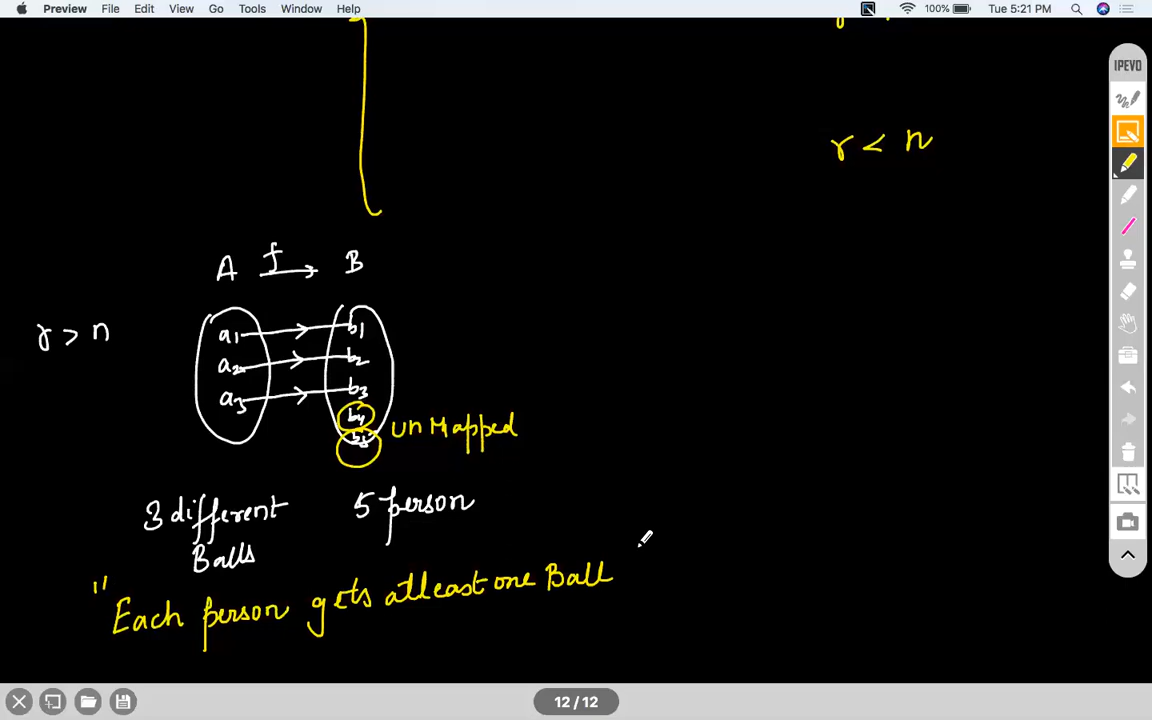 Preview File Edit View Go Tools Window Help 100% Tue 5:21 PM
IPEVO
r < n
A f B
r > n
a1 b1
a2 b2
a3 b3
b4
b5
unMapped
3 different
Balls
5 person
"Each person gets atleast one Ball
12 / 12